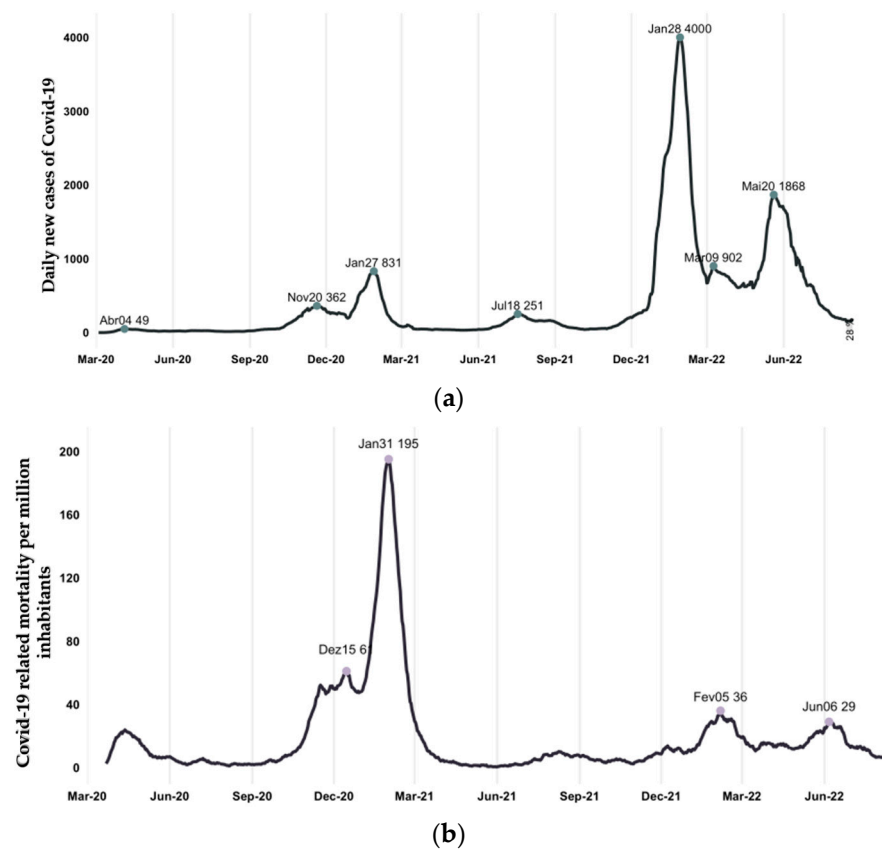 Daily new cases of Covid-19
4000
3000
2000
1000
0
Abr04 49
Nov20 362
Jan27 831
Jul18 251
Jan28 4000
Mar09 902
Mai20 1868
Mar-20 Jun-20 Sep-20 Dec-20 Mar-21 Jun-21 Sep-21 Dec-21 Mar-22 Jun-22
(a)
Covid-19 related mortality per million
inhabitants
200
160
120
80
40
0
Dez15 61
Jan31 195
Fev05 36
Jun06 29
Mar-20 Jun-20 Sep-20 Dec-20 Mar-21 Jun-21 Sep-21 Dec-21 Mar-22 Jun-22
(b)